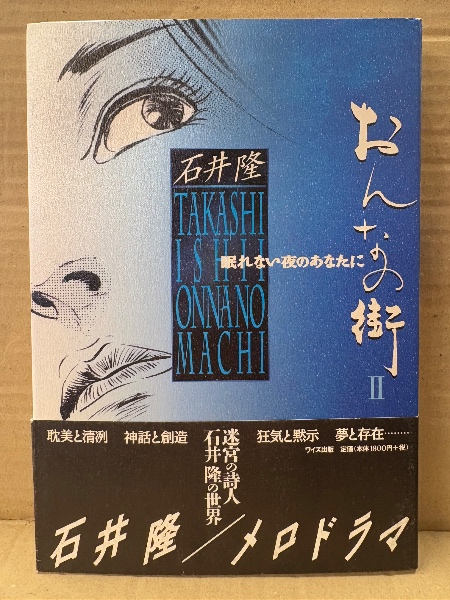 おんなの街
II
石井隆
TAKASHI
ISHII
ONNANO
MACHI
眠れない夜のあなたに
耽美と清冽 神話と創造
迷宮の詩人
石井隆の世界
狂気と黙示 夢と存在………
ワイズ出版 定価(本体1800円+税)
石井隆/メロドラマ